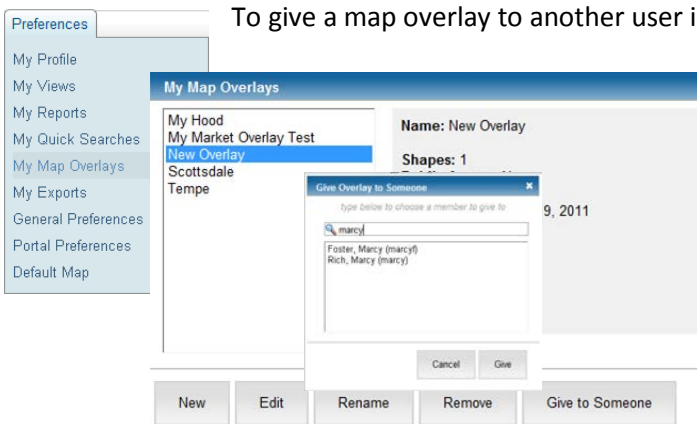 To give a map overlay to another user i
Preferences
My Profile
My Views
My Reports
My Quick Searches
My Map Overlays
My Exports
General Preferences
Portal Preferences
Default Map
My Map Overlays
My Hood
My Market Overlay Test
New Overlay
Scottsdale
Tempe
Name: New Overlay
Shapes: 1
9, 2011
Give Overlay to Someone
type below to choose a member to give to
marcy
Foster, Marcy (marcyf)
Rich, Marcy (marcy)
Cancel Give
New Edit Rename Remove Give to Someone